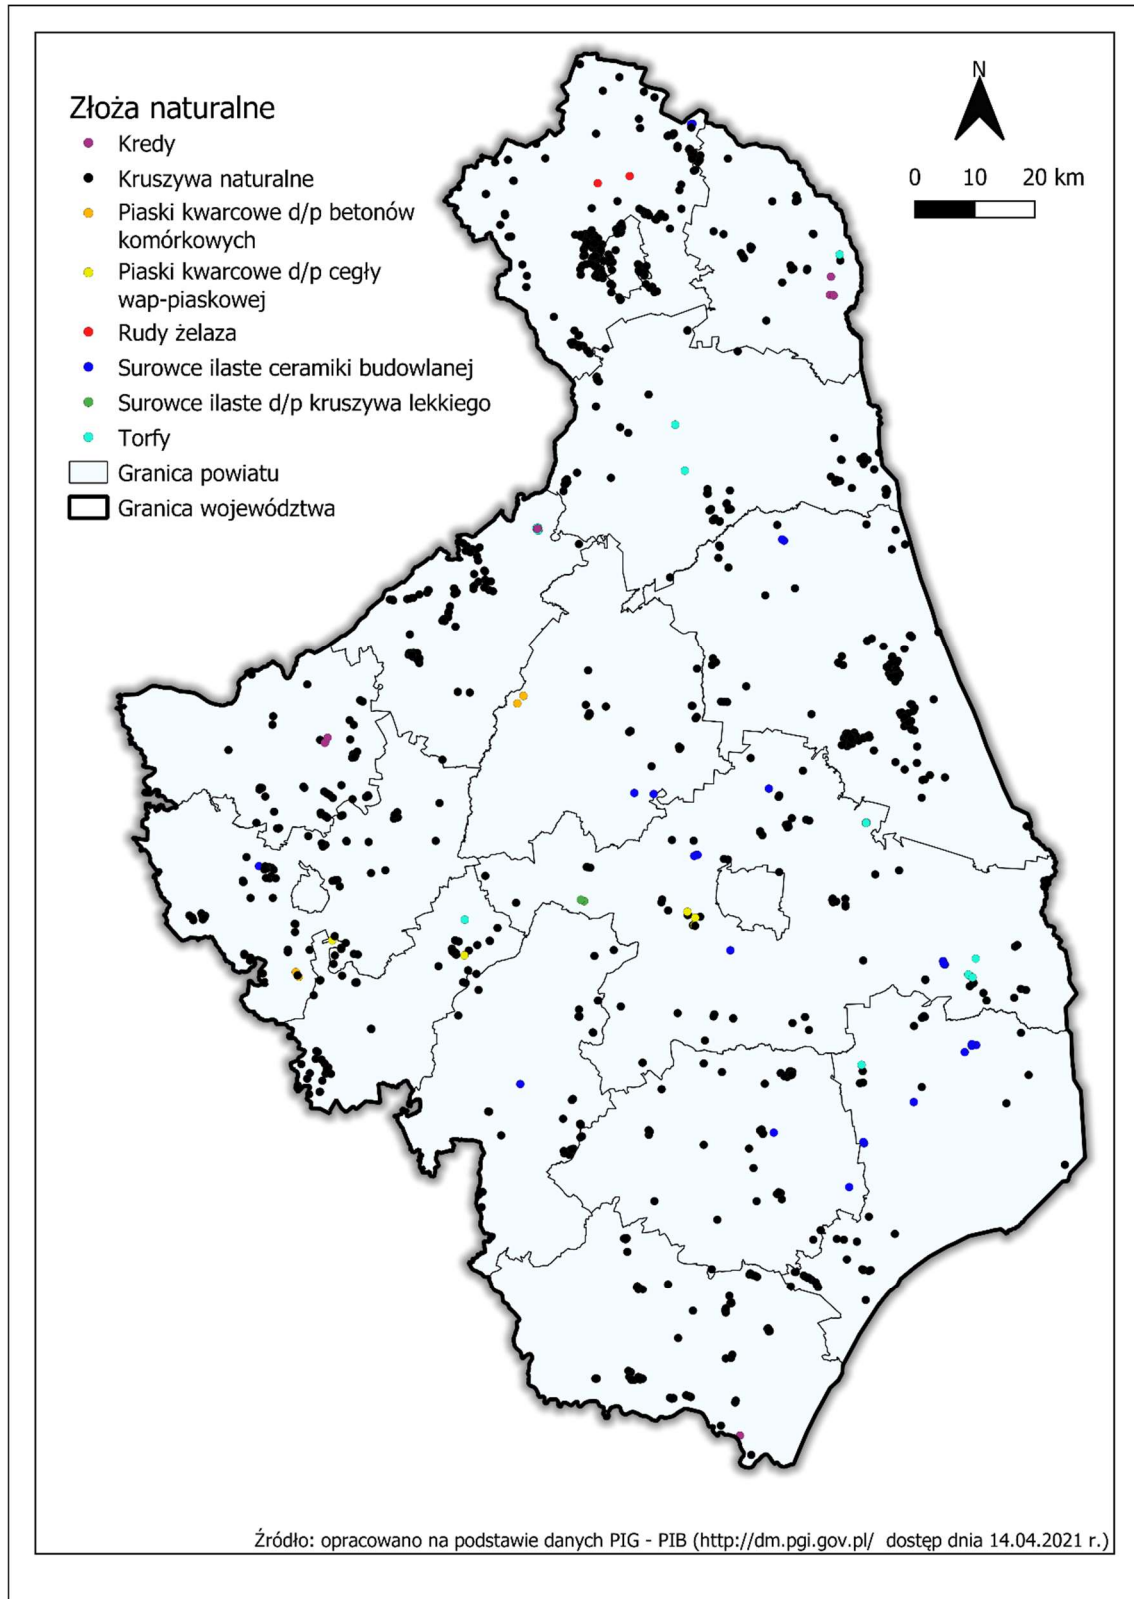 Złoża naturalne
Kredy
Kruszywa naturalne
Piaski kwarcowe d/p betonów
komórkowych
Piaski kwarcowe d/p cegły
wap-piaskowej
Rudy żelaza
Surowce ilaste ceramiki budowlanej
Surowce ilaste d/p kruszywa lekkiego
Torfy
Granica powiatu
Granica województwa
N
0 10 20 km
Źródło: opracowano na podstawie danych PIG - PIB (http://dm.pgi.gov.pl/ dostęp dnia 14.04.2021 r.)